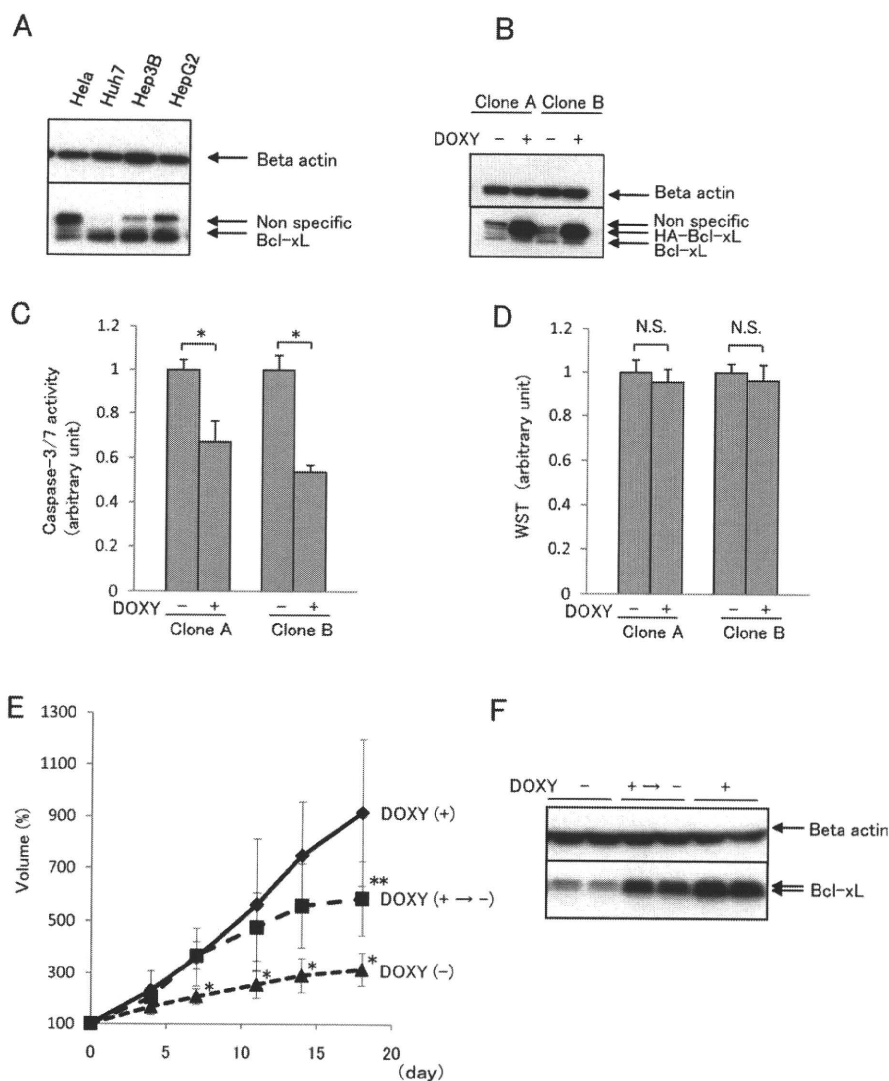 A
Hela
Huh7
Hep3B
HepG2
Beta actin
Non specific
Bcl-xL
B
Clone A Clone B
DOXY − + − +
Beta actin
Non specific
HA-Bcl-xL
Bcl-xL
C
Caspase-3/7 activity
(arbitrary unit)
1.2
1
0.8
0.6
0.4
0.2
0
* *
DOXY − + − +
Clone A Clone B
D
WST (arbitrary unit)
1.2
1
0.8
0.6
0.4
0.2
0
N.S. N.S.
DOXY − + − +
Clone A Clone B
E
Volume (%)
1300
1100
900
700
500
300
100
DOXY (+)
**
DOXY (+ → −)
* * * *
DOXY (−)
0 5 10 15 20
(day)
F
DOXY − + → − +
Beta actin
Bcl-xL